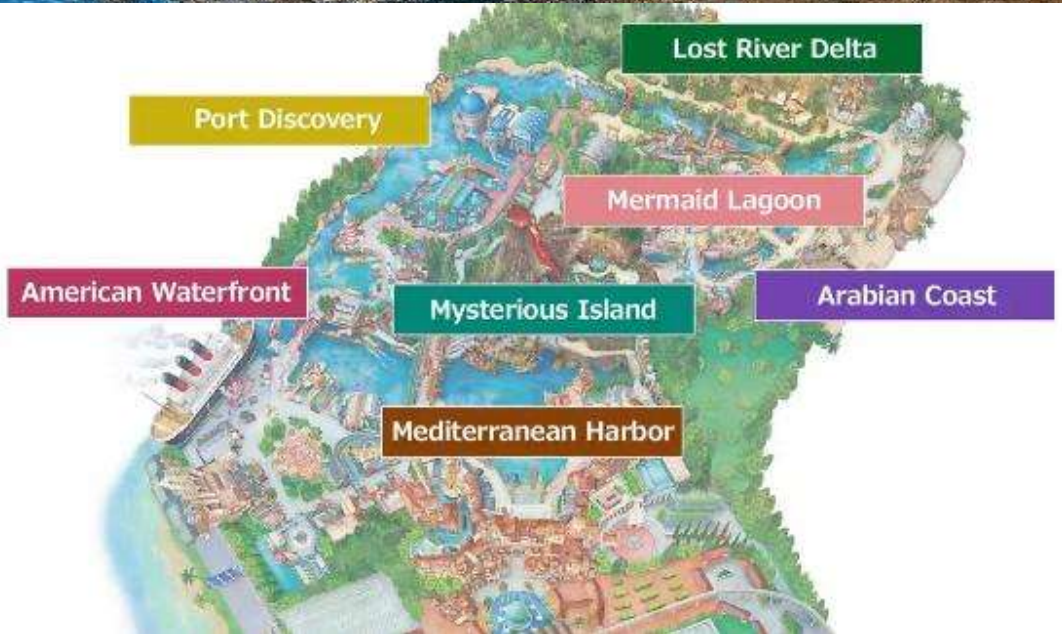 Lost River Delta
Port Discovery
Mermaid Lagoon
American Waterfront
Mysterious Island
Arabian Coast
Mediterranean Harbor